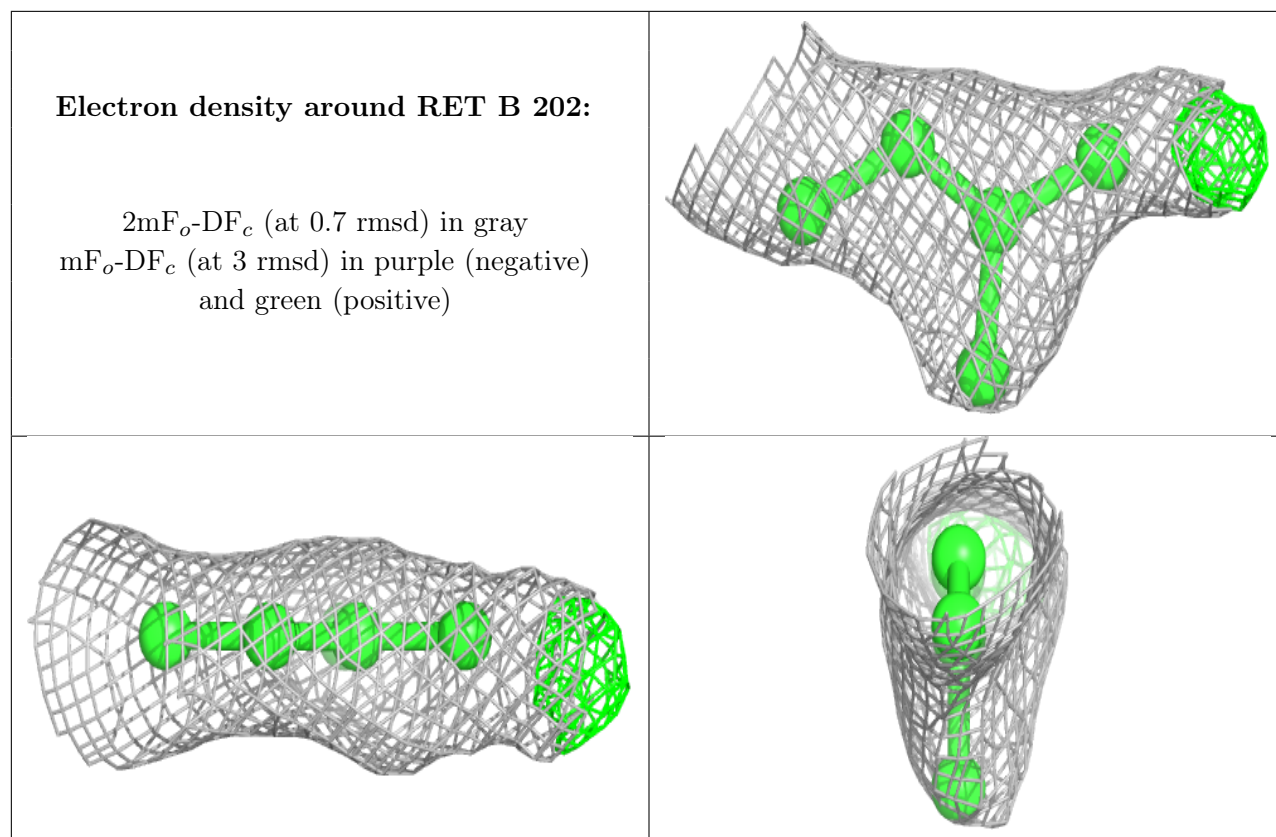 Electron density around RET B 202:
2mFo-DFc (at 0.7 rmsd) in gray
mFo-DFc (at 3 rmsd) in purple (negative)
and green (positive)